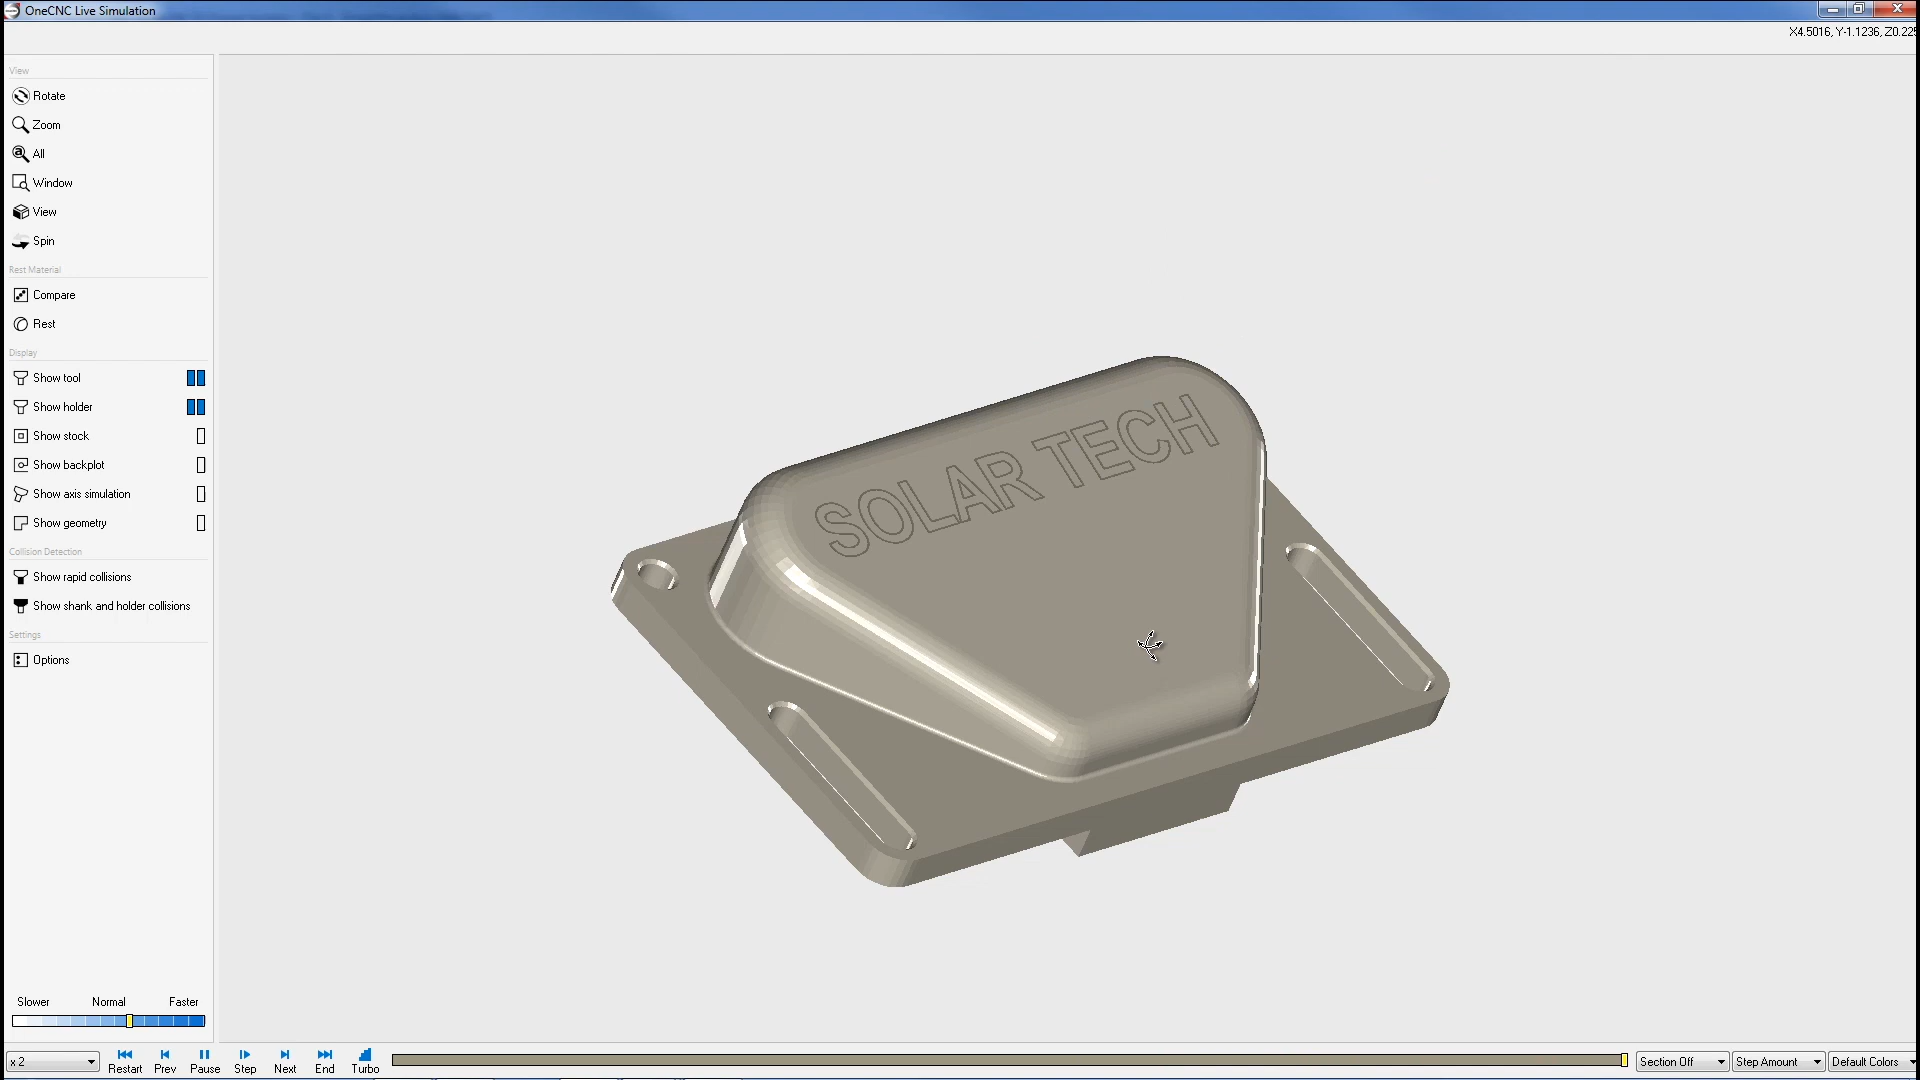 OneCNC Live Simulation
X4.5016, Y-1.1236, Z0.225
View
Rotate
Zoom
All
Window
View
Spin
Rest Material
Compare
Rest
Display
Show tool
Show holder
Show stock
Show backplot
Show axis simulation
Show geometry
Collision Detection
Show rapid collisions
Show shank and holder collisions
Settings
Options
SOLAR TECH
Slower Normal Faster
x 2 Restart Prev Pause Step Next End Turbo Section Off Step Amount Default Colors